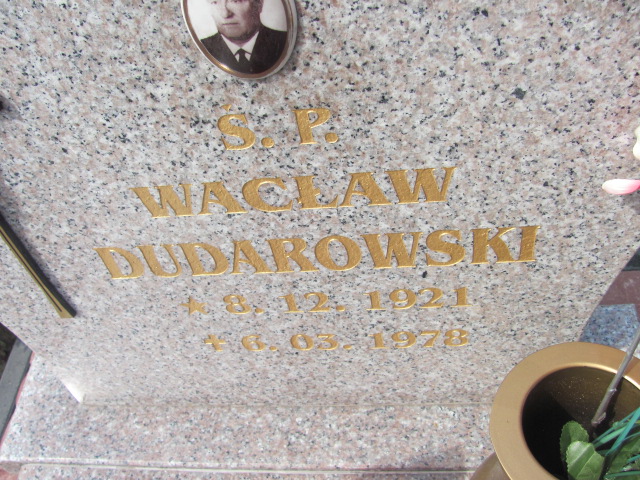 Ś. P.
WACŁAW
DUDAROWSKI
★ 8. 12. 1921
✝ 6. 03. 1978